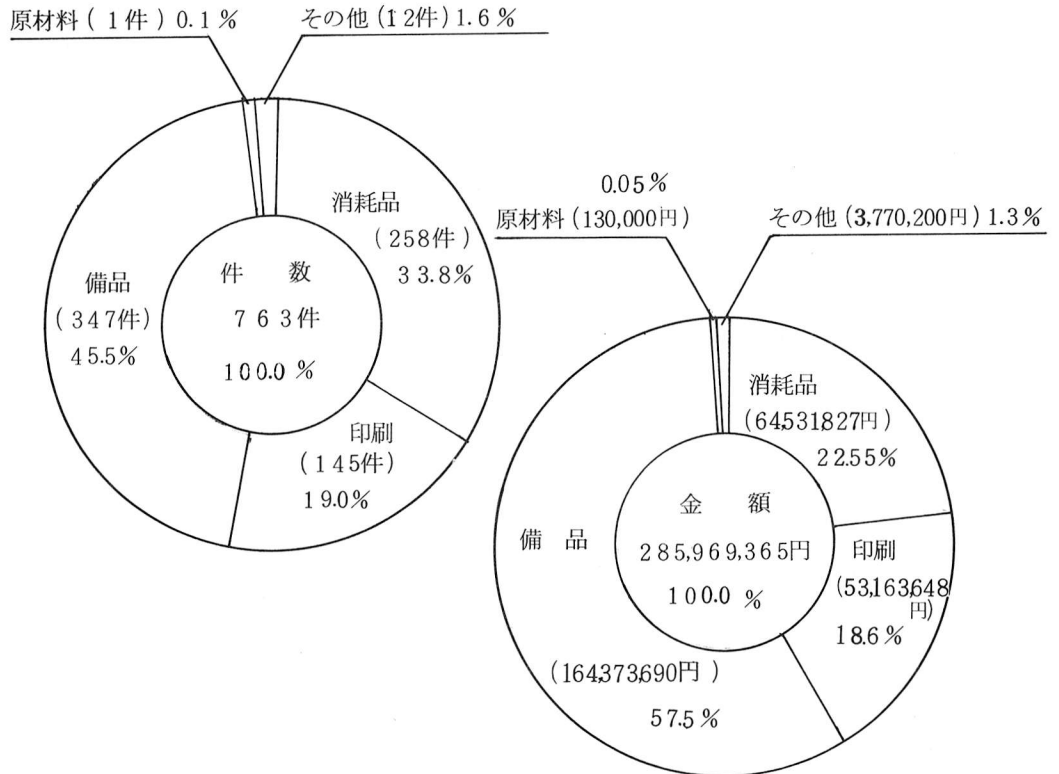 原材料(1件)0.1%
その他(12件)1.6%
消耗品
(258件)
33.8%
備品
(347件)
45.5%
件 数
763件
100.0%
印刷
(145件)
19.0%
0.05%
原材料(130,000円)
その他(3,770,200円)1.3%
消耗品
(64,531,827円)
22.55%
備 品
金 額
285,969,365円
100.0%
印刷
(53,163,648
円)
18.6%
(164,373,690円)
57.5%